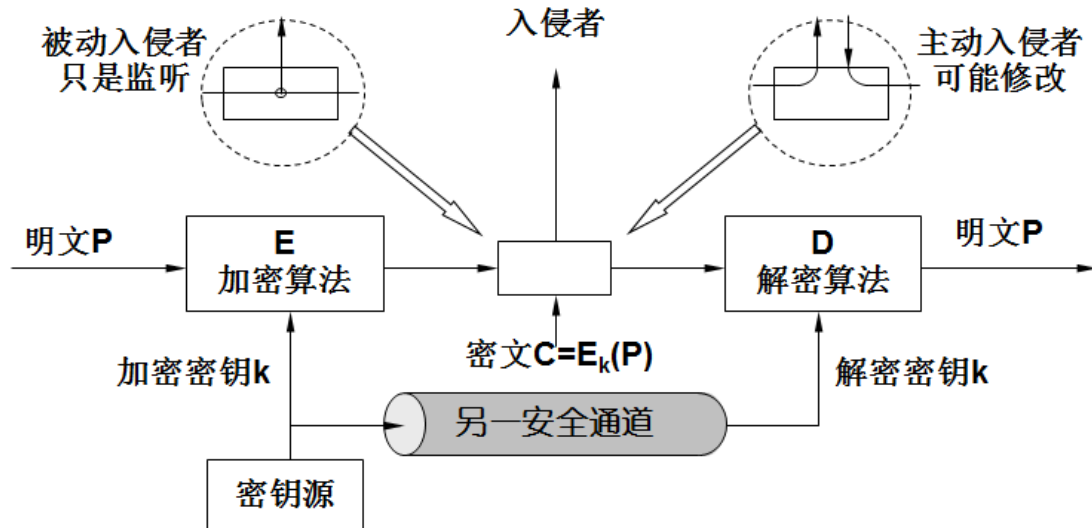 被动入侵者
只是监听
入侵者
主动入侵者
可能修改
明文P
E
加密算法
D
解密算法
明文P
密文C=Eₖ(P)
加密密钥k
解密密钥k
另一安全通道
密钥源